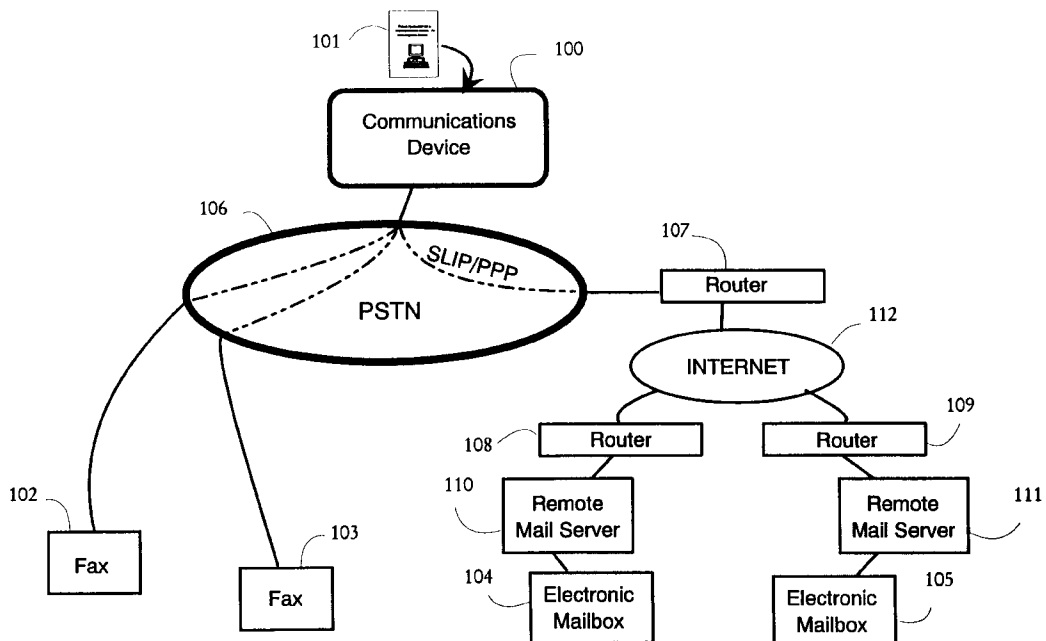 101
100
Communications
Device
106
SLIP/PPP
PSTN
107
Router
112
INTERNET
108
Router
109
Router
110
Remote
Mail Server
111
Remote
Mail Server
102
Fax
103
Fax
104
Electronic
Mailbox
105
Electronic
Mailbox